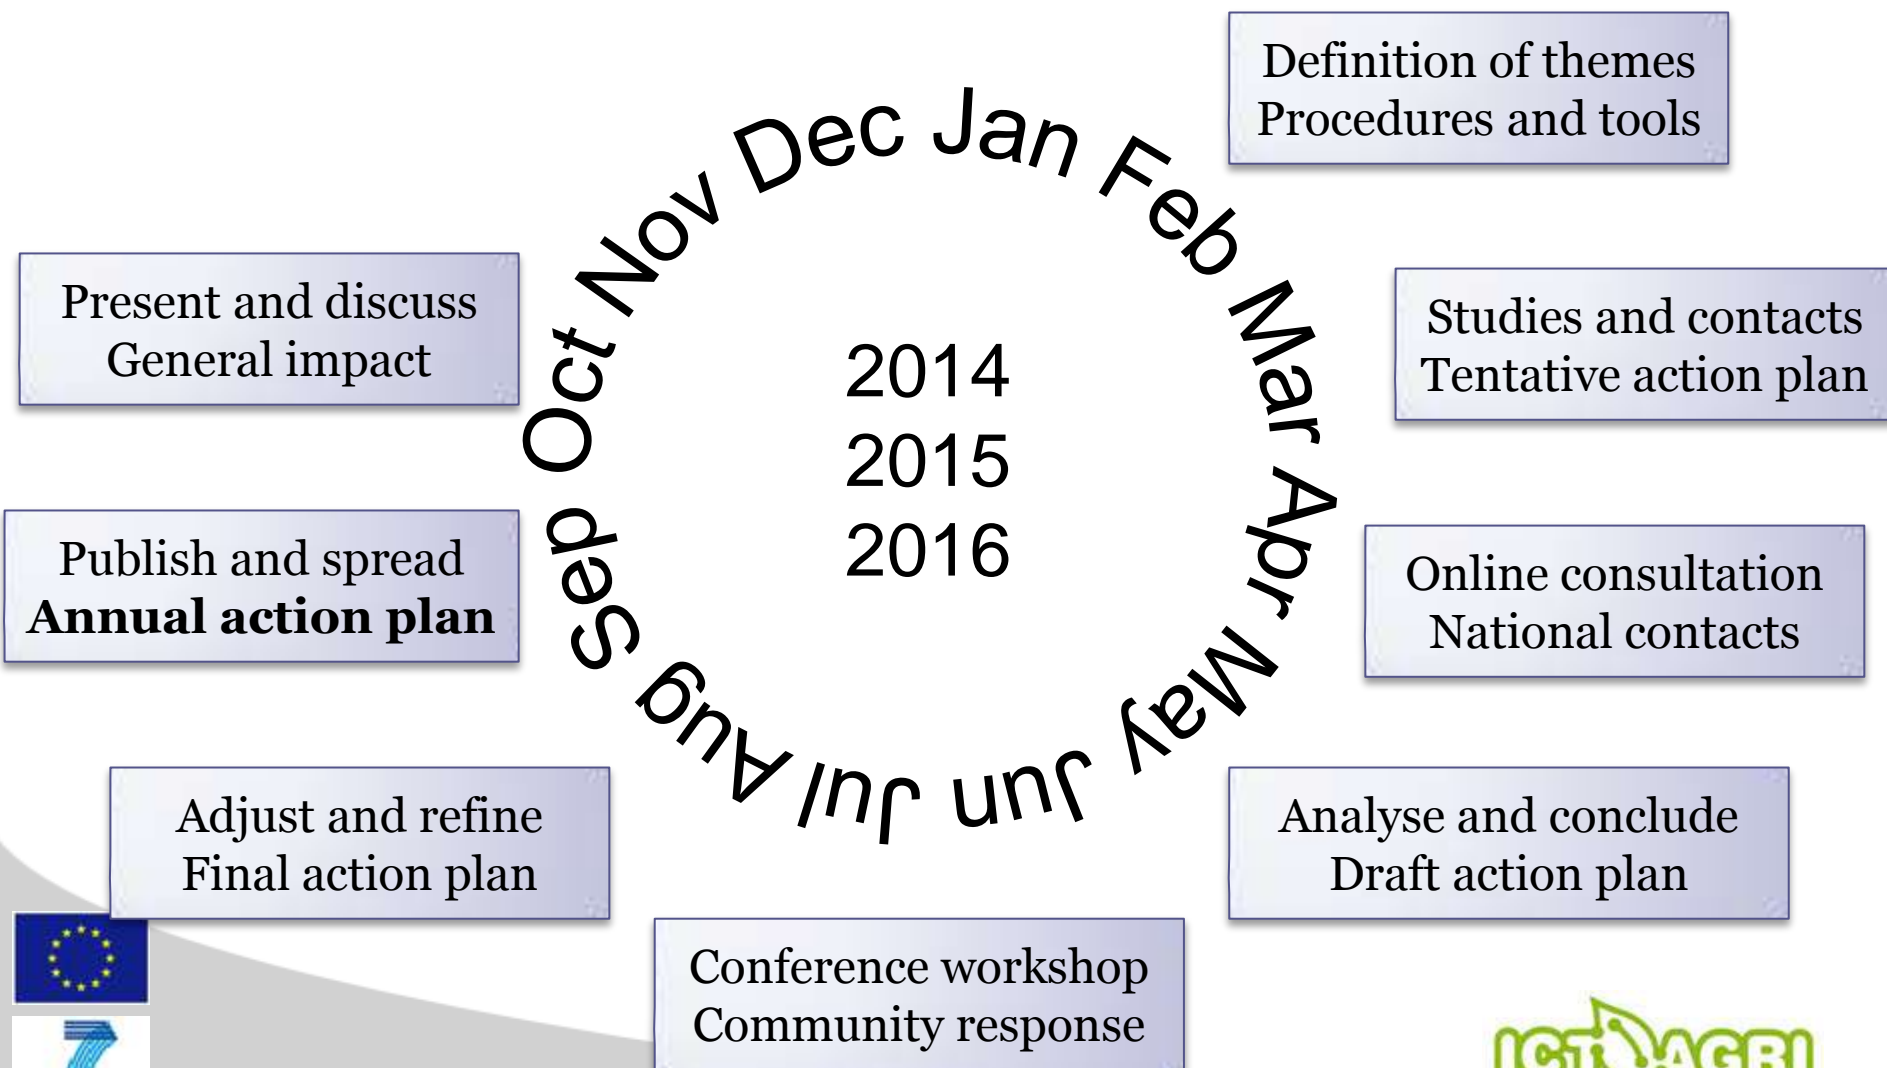 Definition of themes
Procedures and tools
Jan Feb Mar Apr May Jun Jul Aug Sep Oct Nov Dec
2014
2015
2016
Studies and contacts
Tentative action plan
Online consultation
National contacts
Analyse and conclude
Draft action plan
Conference workshop
Community response
Adjust and refine
Final action plan
Publish and spread
Annual action plan
Present and discuss
General impact
7
ICT AGRI